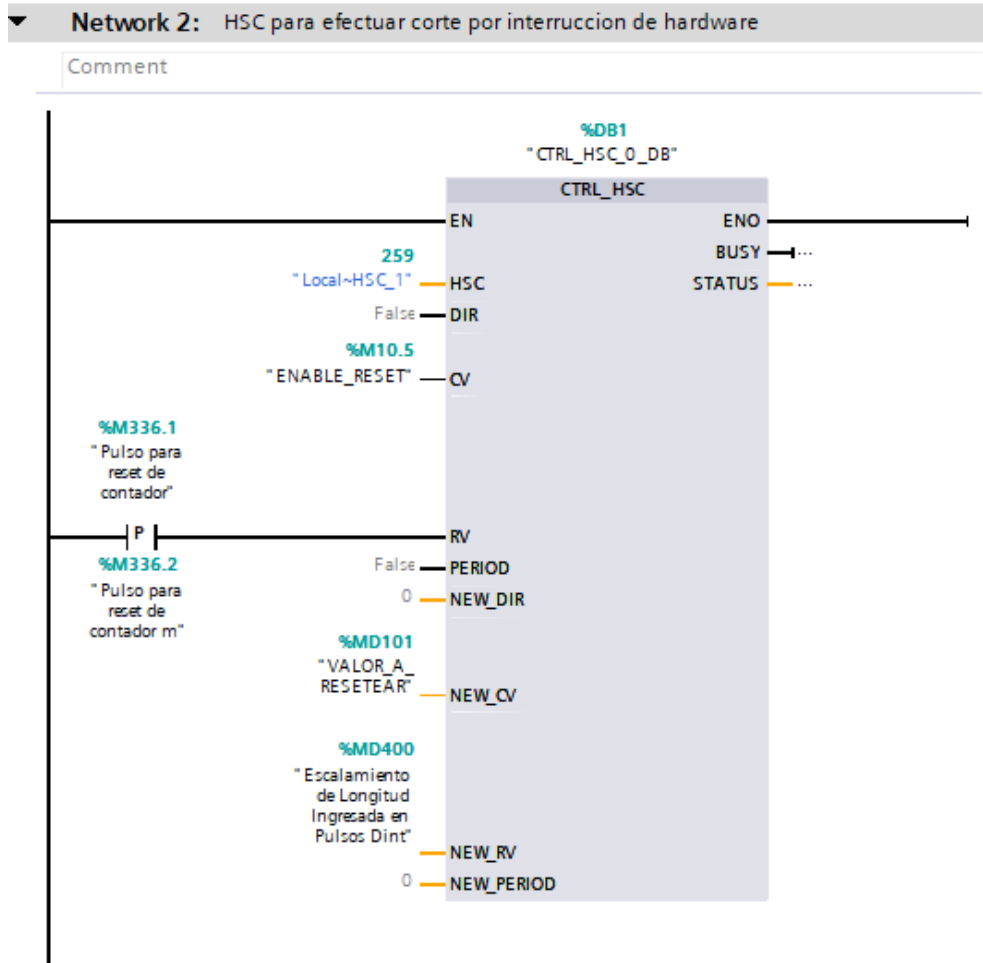 Network 2: HSC para efectuar corte por interruccion de hardware
Comment
%DB1
"CTRL_HSC_0_DB"
CTRL_HSC
EN ENO
BUSY ...
259
"Local~HSC_1" HSC STATUS ...
False DIR
%M10.5
"ENABLE_RESET" CV
%M336.1
"Pulso para
reset de
contador"
P RV
%M336.2 False PERIOD
"Pulso para
reset de
contador m"
0 NEW_DIR
%MD101
"VALOR_A_
RESETEAR"
NEW_CV
%MD400
"Escalamiento
de Longitud
Ingresada en
Pulsos Dint"
NEW_RV
0 NEW_PERIOD